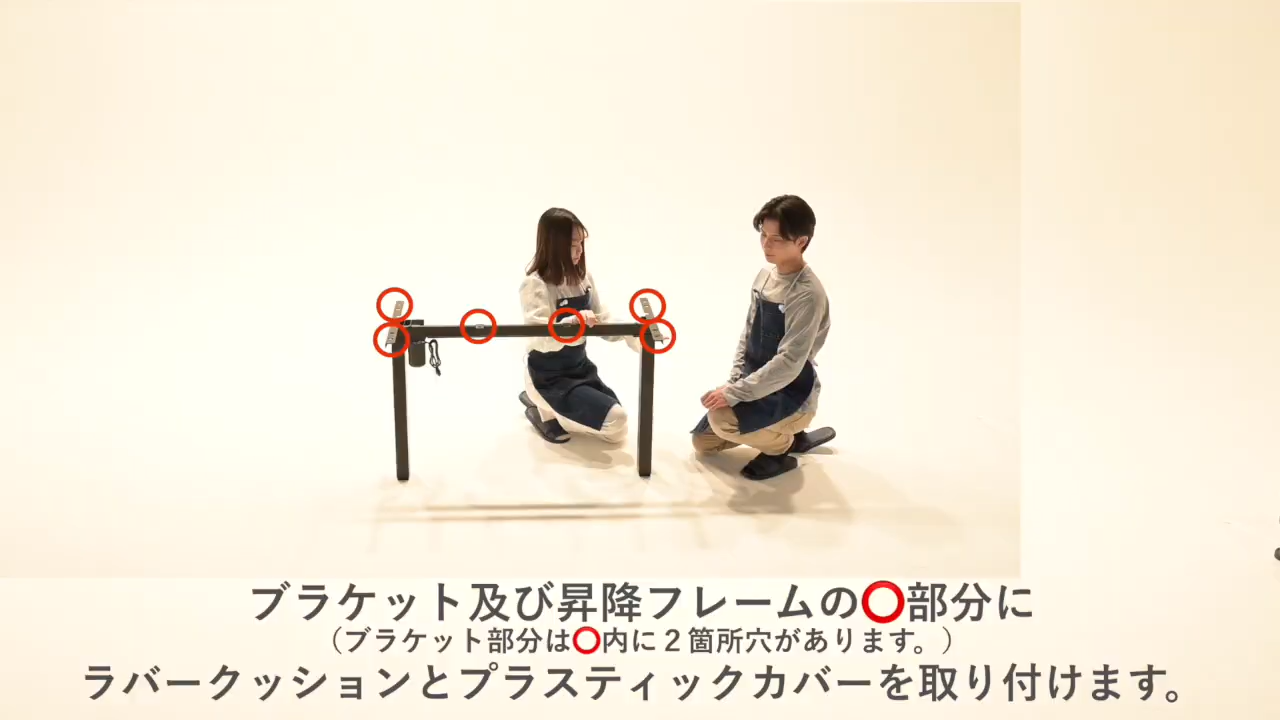 ブラケット及び昇降フレームの⭕部分に
（ブラケット部分は⭕内に２箇所穴があります。）
ラバークッションとプラスティックカバーを取り付けます。